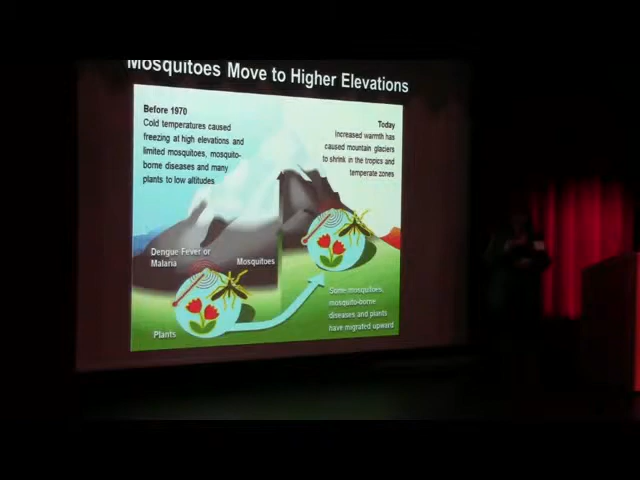 Mosquitoes Move to Higher Elevations
Before 1970
Cold temperatures caused
freezing at high elevations and
limited mosquitoes, mosquito-
borne diseases and many
plants to low altitudes
Today
Increased warmth has
caused mountain glaciers
to shrink in the tropics and
temperate zones
Dengue Fever or
Malaria
Mosquitoes
Plants
Some mosquitoes,
mosquito-borne
diseases and plants
have migrated upward